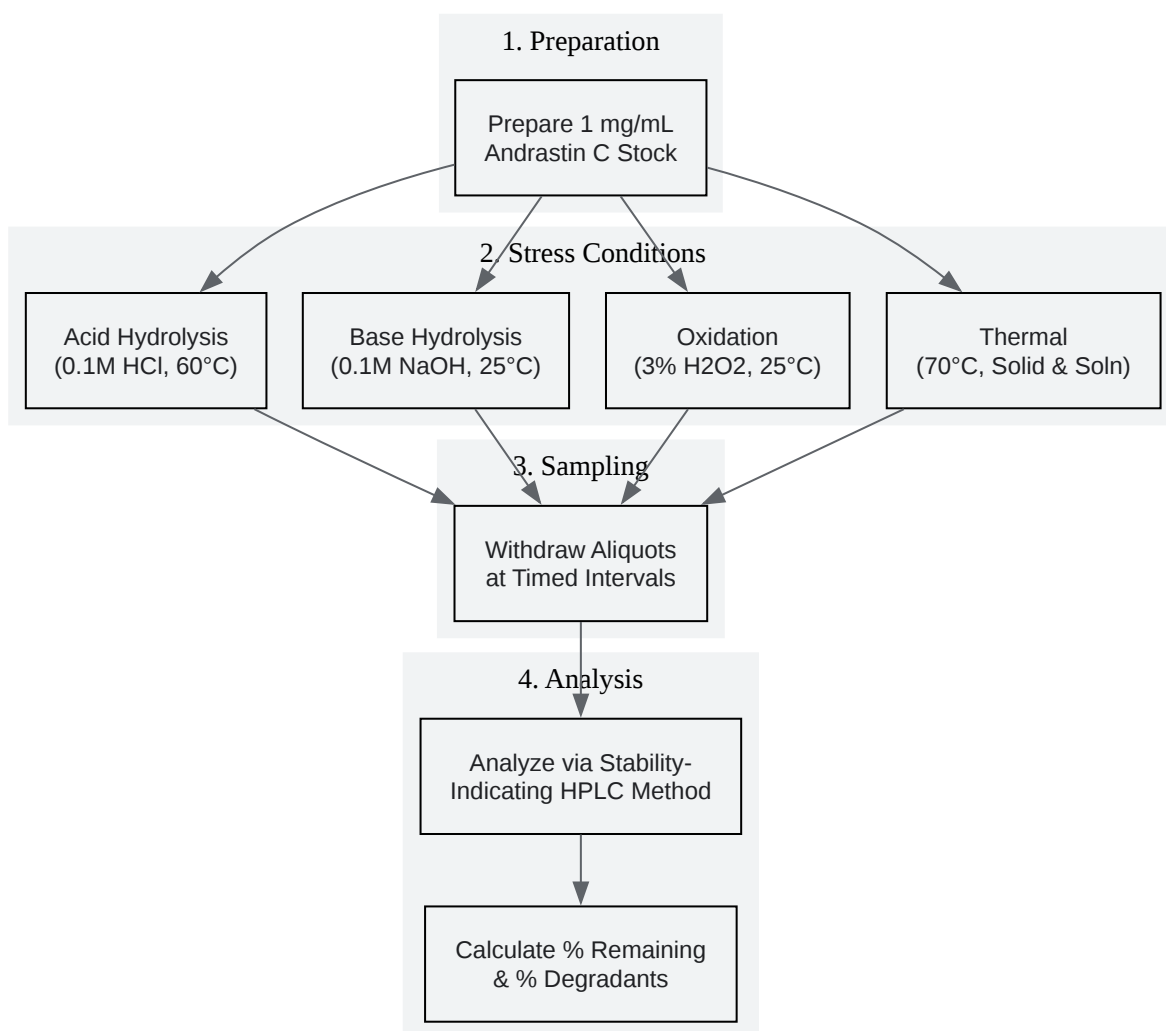 1. Preparation
Prepare 1 mg/mL
Andrastin C Stock
2. Stress Conditions
Acid Hydrolysis
(0.1M HCl, 60°C)
Base Hydrolysis
(0.1M NaOH, 25°C)
Oxidation
(3% H2O2, 25°C)
Thermal
(70°C, Solid & Soln)
3. Sampling
Withdraw Aliquots
at Timed Intervals
4. Analysis
Analyze via Stability-
Indicating HPLC Method
Calculate % Remaining
& % Degradants